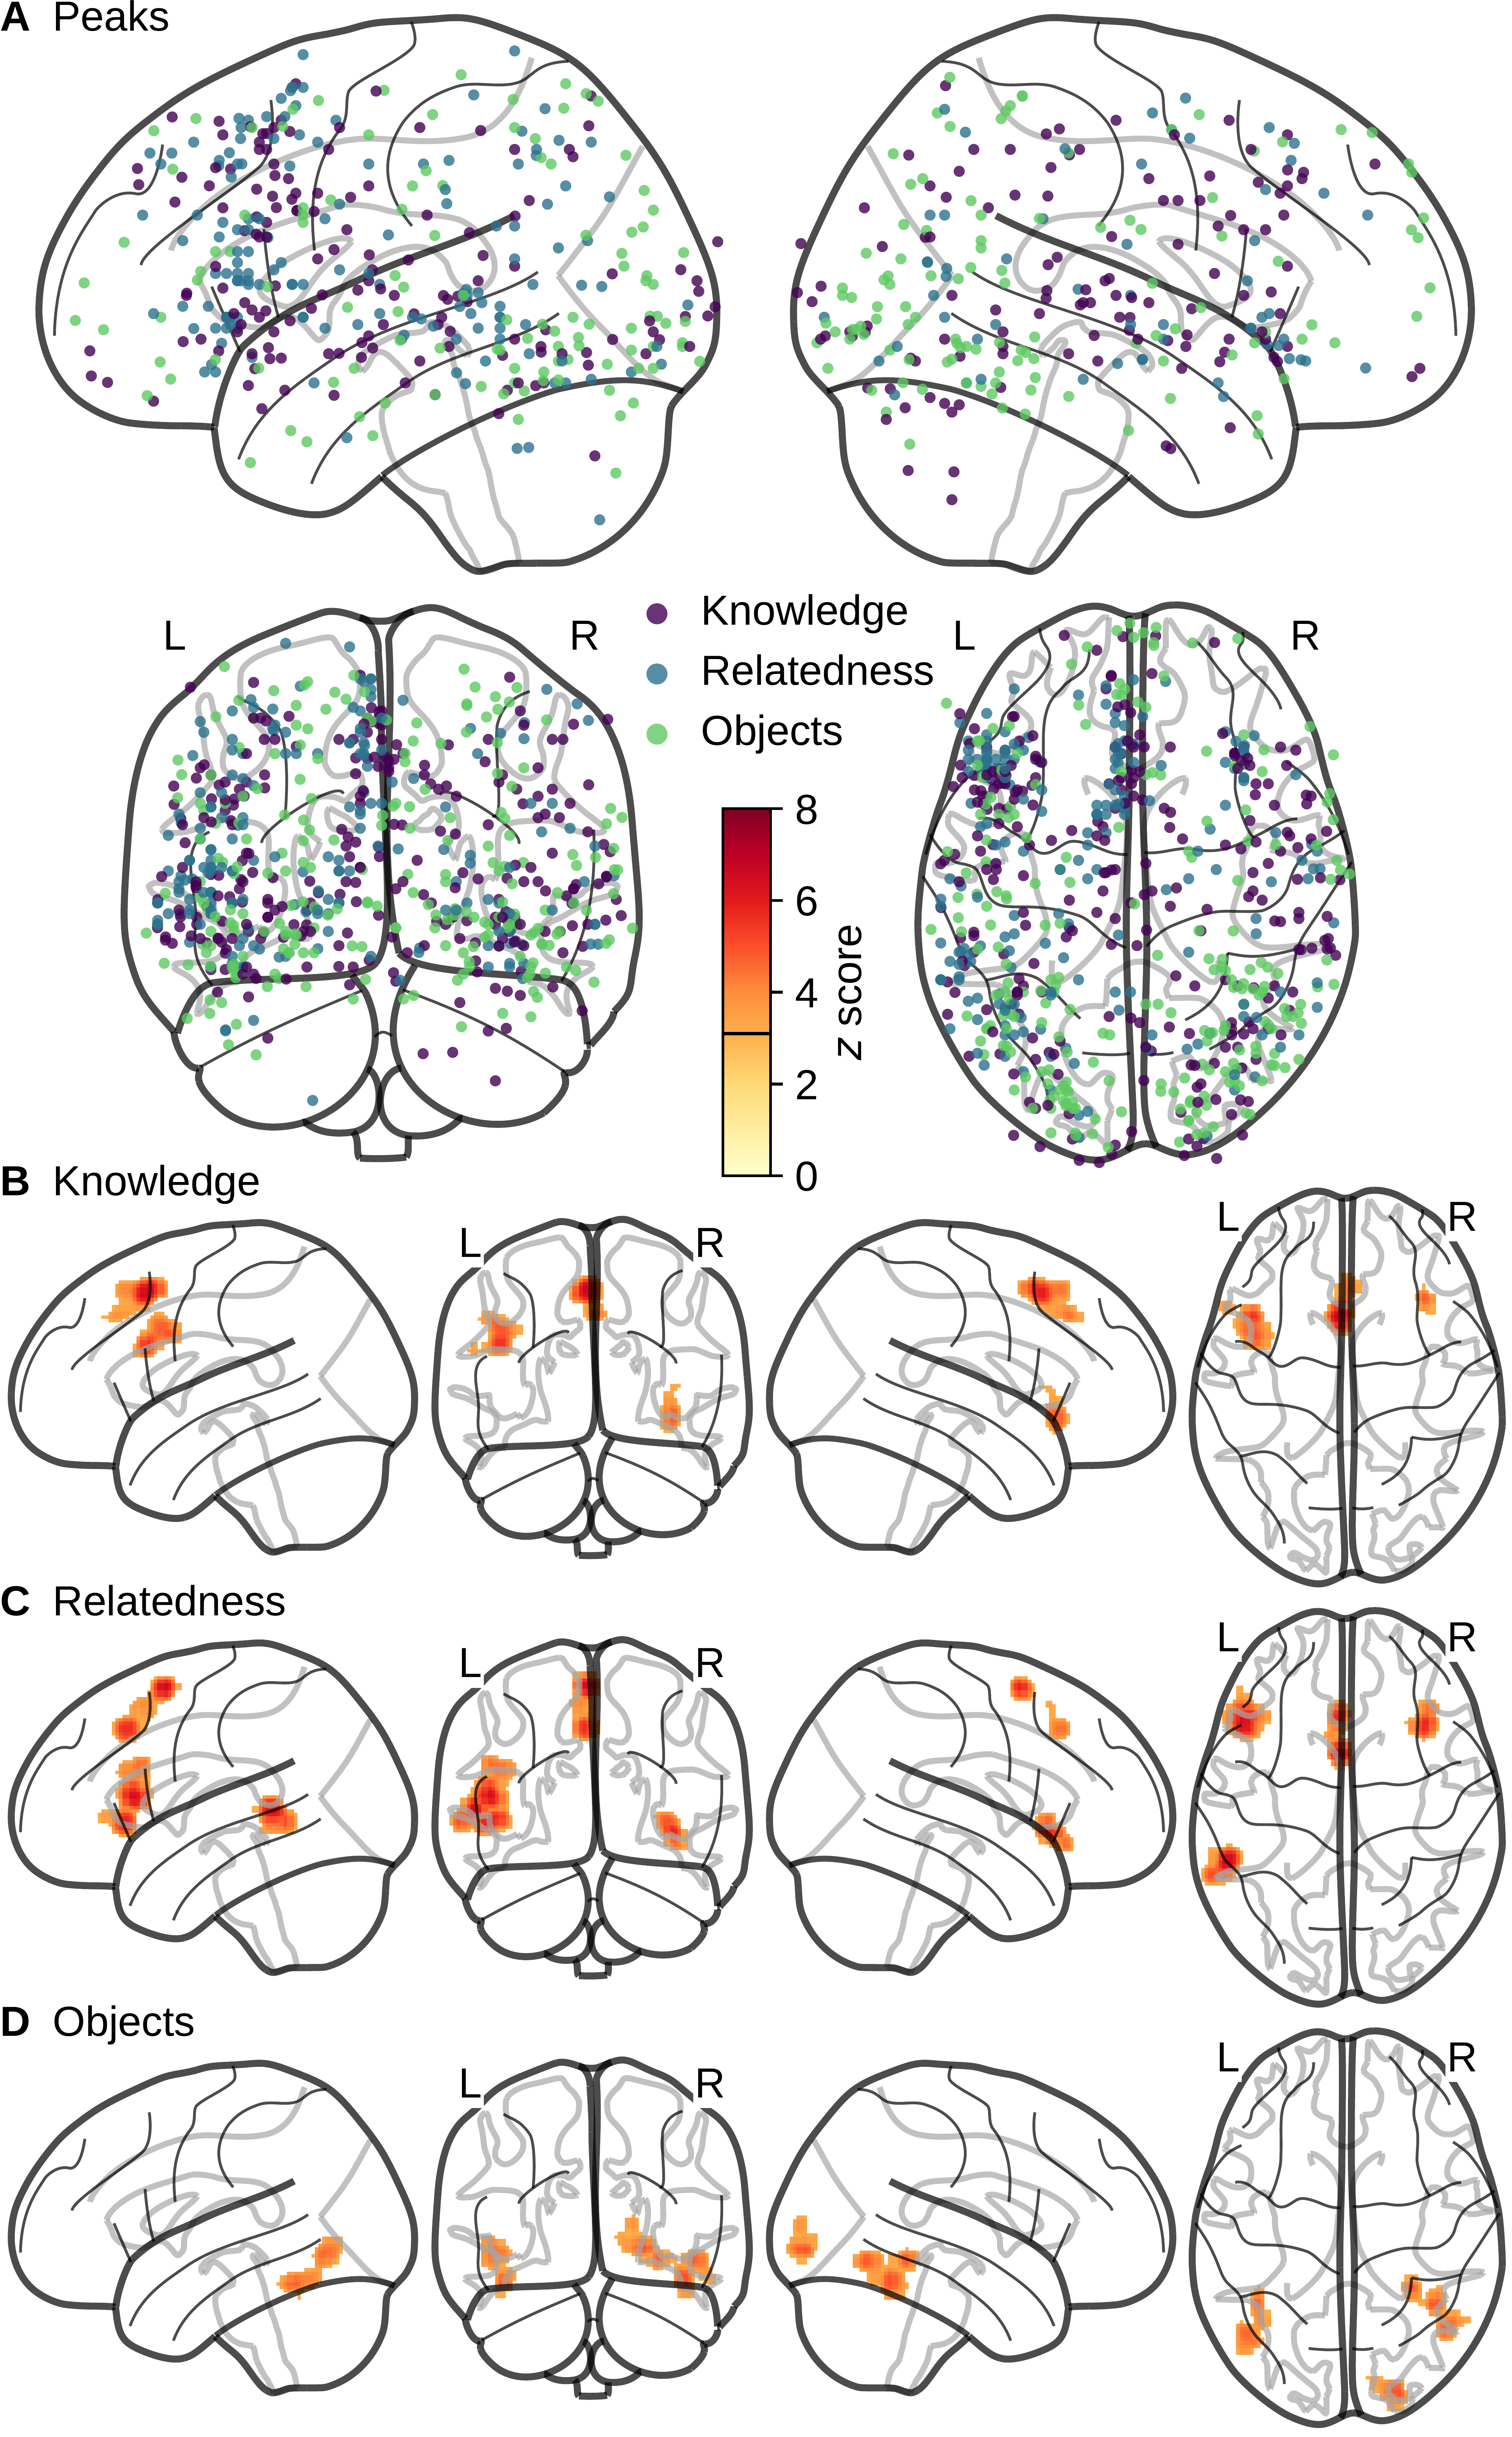 A Peaks
L R
Knowledge
Relatedness
Objects
L R
8
6
4
2
0
z score
B Knowledge
L R
L R
C Relatedness
L R
L R
D Objects
L R
L R